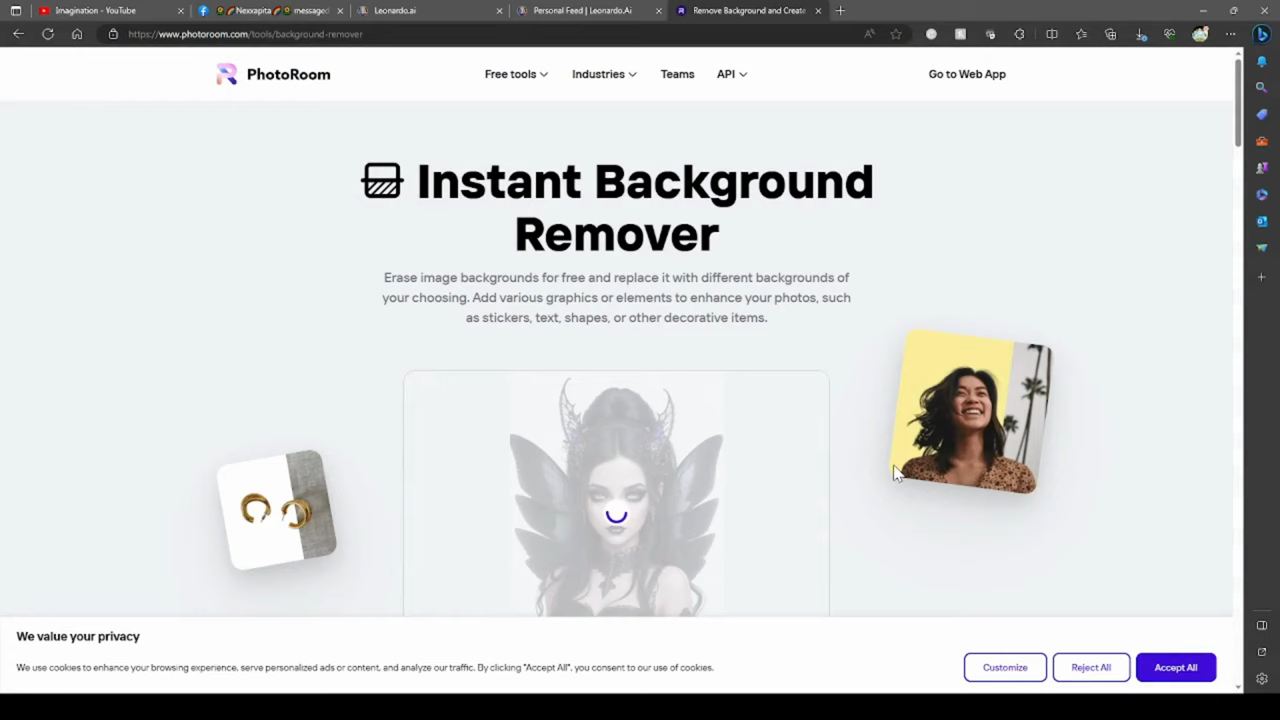 Imagination - YouTube
Nexxapita messaged
Leonardo.ai
Personal Feed | Leonardo.Ai
Remove Background and Create
https://www.photoroom.com/tools/background-remover
PhotoRoom
Free tools
Industries
Teams
API
Go to Web App
Instant Background
Remover
Erase image backgrounds for free and replace it with different backgrounds of
your choosing. Add various graphics or elements to enhance your photos, such
as stickers, text, shapes, or other decorative items.
We value your privacy
We use cookies to enhance your browsing experience, serve personalized ads or content, and analyze our traffic. By clicking "Accept All", you consent to our use of cookies.
Customize
Reject All
Accept All